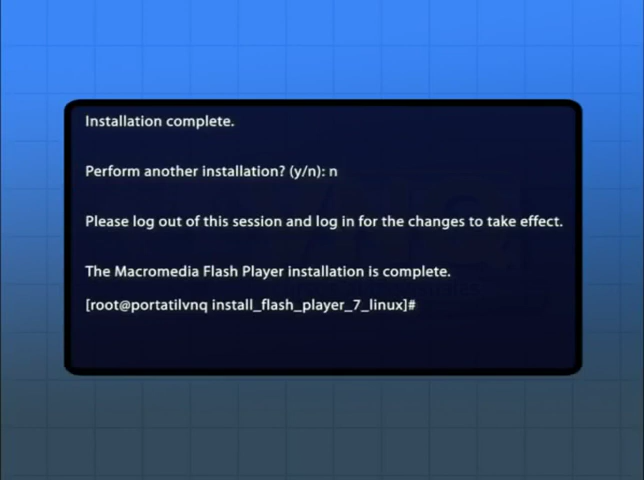 Installation complete.
Perform another installation? (y/n): n
Please log out of this session and log in for the changes to take effect.
The Macromedia Flash Player installation is complete.
[root@portatilvnq install_flash_player_7_linux]#